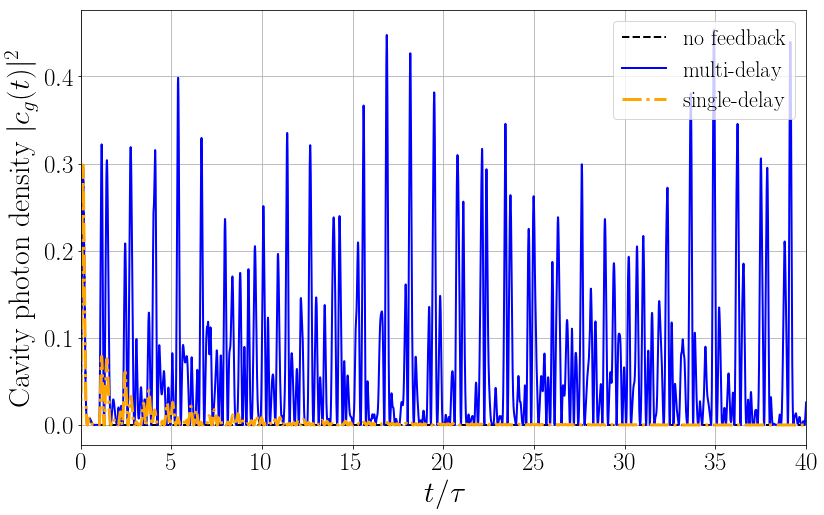 Cavity photon density |c_g(t)|^2
0.4
0.3
0.2
0.1
0.0
no feedback
multi-delay
single-delay
0 5 10 15 20 25 30 35 40
t/τ